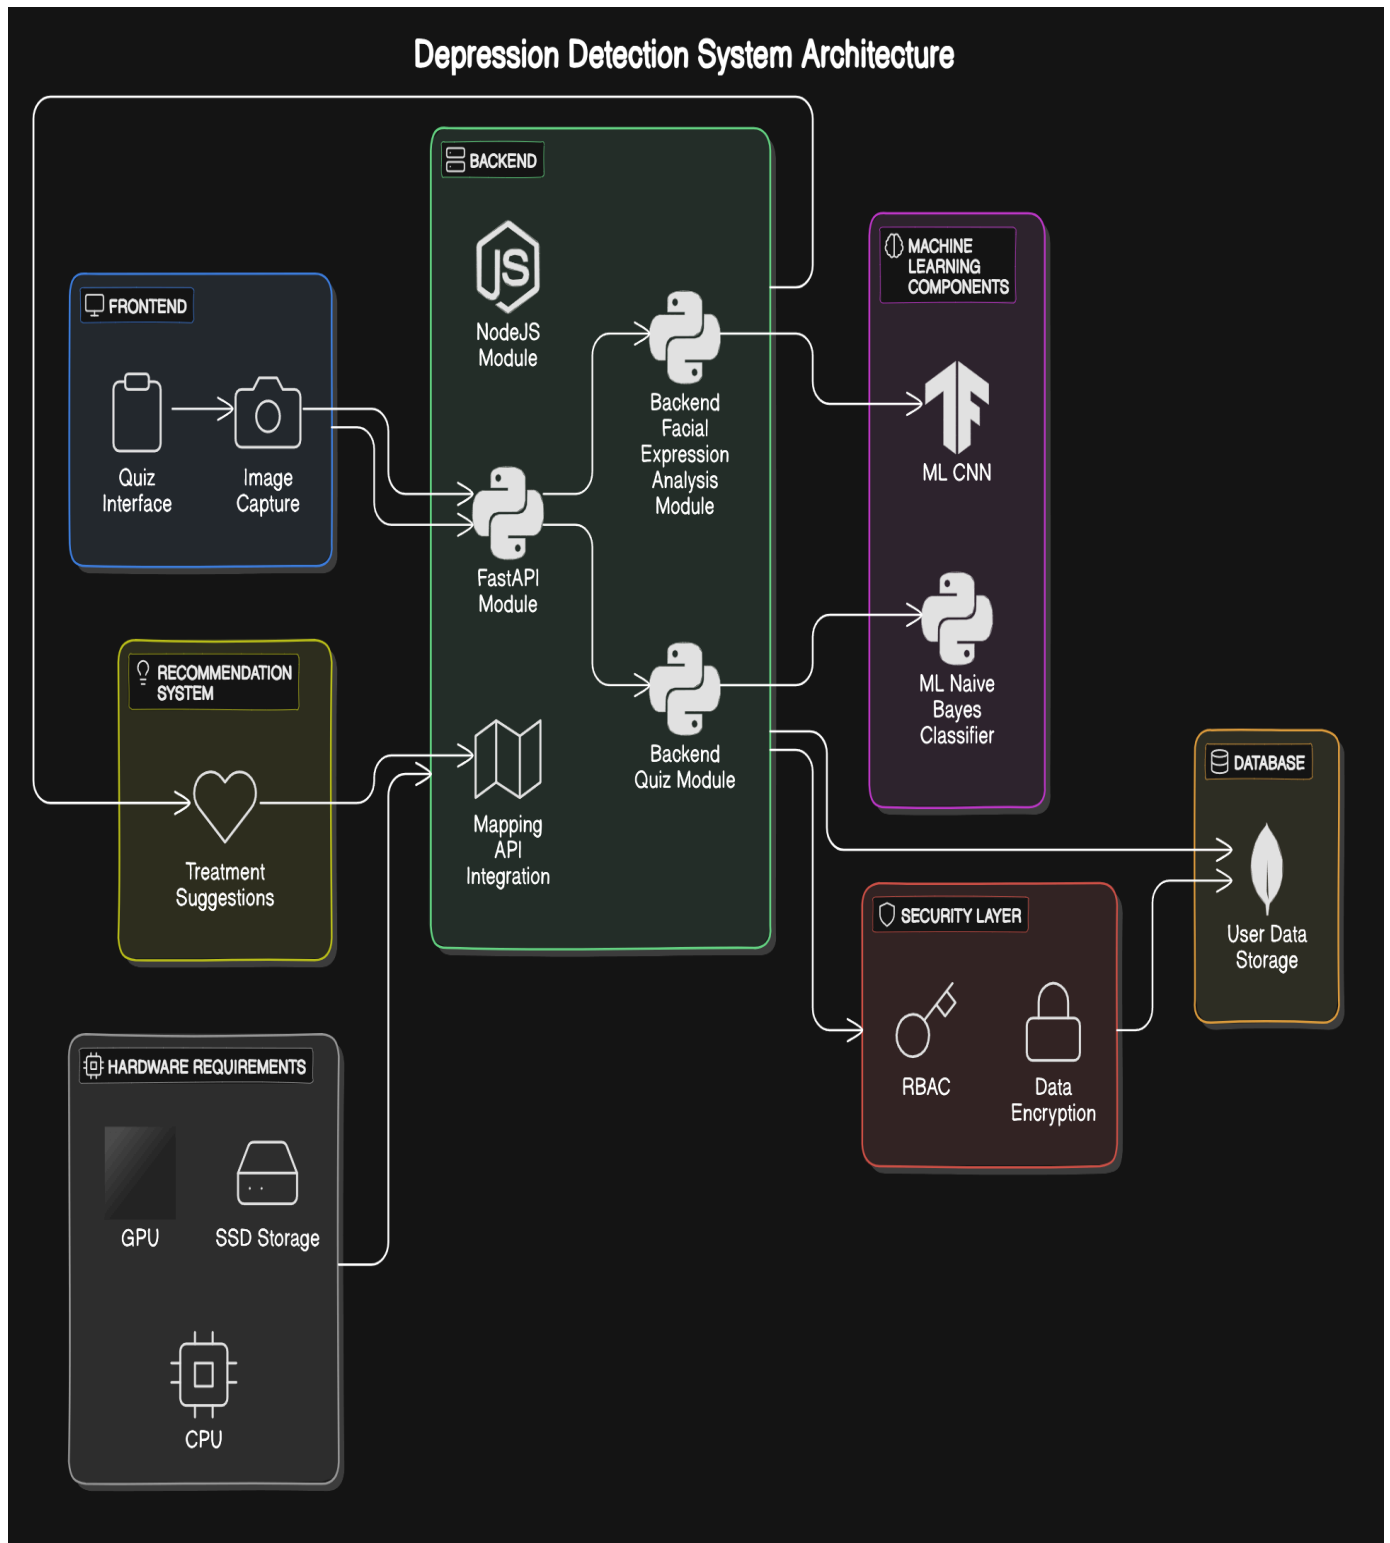 Depression Detection System Architecture
BACKEND
JS
NodeJS
Module
Backend
Facial
Expression
Analysis
Module
FastAPI
Module
Backend
Quiz Module
Mapping
API
Integration
FRONTEND
Quiz
Interface
Image
Capture
MACHINE
LEARNING
COMPONENTS
ML CNN
ML Naive
Bayes
Classifier
RECOMMENDATION
SYSTEM
Treatment
Suggestions
DATABASE
User Data
Storage
SECURITY LAYER
RBAC
Data
Encryption
HARDWARE REQUIREMENTS
GPU
SSD Storage
CPU